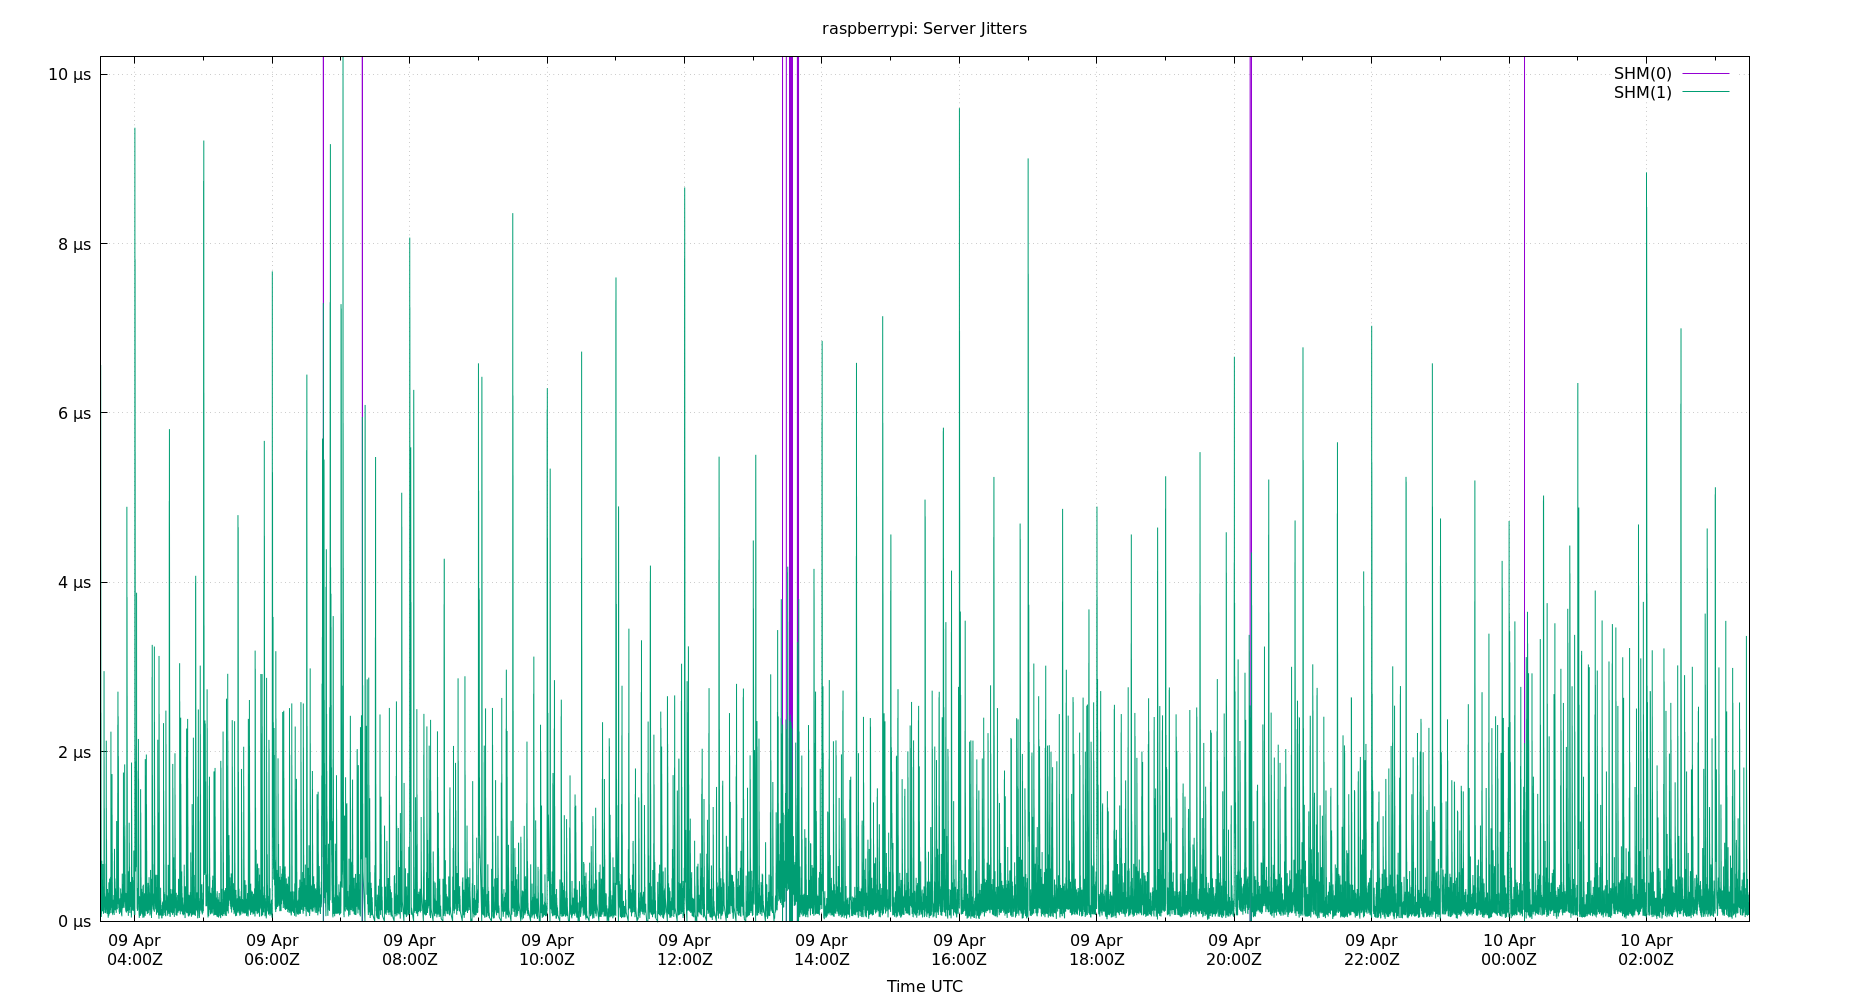 raspberrypi: Server Jitters
10 µs
8 µs
6 µs
4 µs
2 µs
0 µs
SHM(0)
SHM(1)
09 Apr 09 Apr 09 Apr 09 Apr 09 Apr 09 Apr 09 Apr 09 Apr 09 Apr 09 Apr 10 Apr 10 Apr
04:00Z 06:00Z 08:00Z 10:00Z 12:00Z 14:00Z 16:00Z 18:00Z 20:00Z 22:00Z 00:00Z 02:00Z
Time UTC